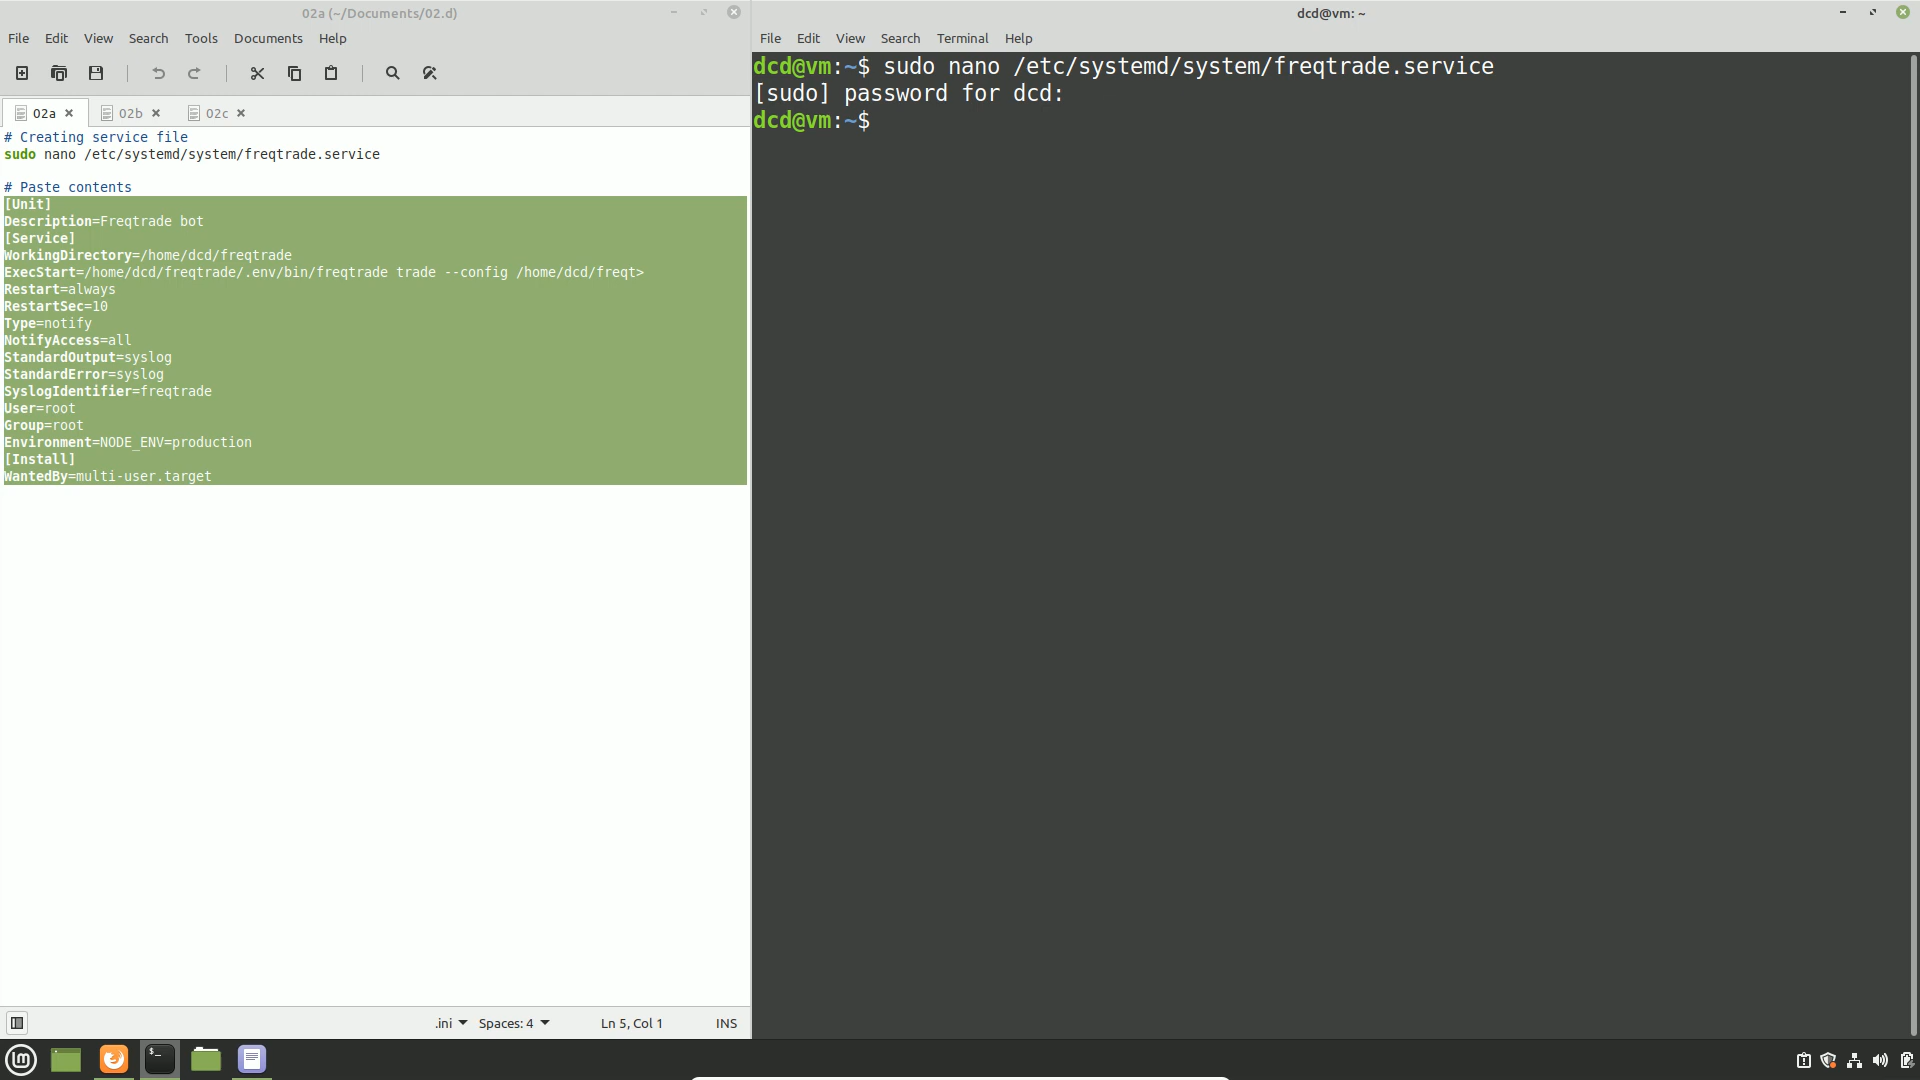 02a (~/Documents/02.d)
File Edit View Search Tools Documents Help
02a 02b 02c
# Creating service file
sudo nano /etc/systemd/system/freqtrade.service
# Paste contents
[Unit]
Description=Freqtrade bot
[Service]
WorkingDirectory=/home/dcd/freqtrade
ExecStart=/home/dcd/freqtrade/.env/bin/freqtrade trade --config /home/dcd/freqt>
Restart=always
RestartSec=10
Type=notify
NotifyAccess=all
StandardOutput=syslog
StandardError=syslog
SyslogIdentifier=freqtrade
User=root
Group=root
Environment=NODE_ENV=production
[Install]
WantedBy=multi-user.target
.ini Spaces: 4 Ln 5, Col 1 INS
dcd@vm: ~
File Edit View Search Terminal Help
dcd@vm:~$ sudo nano /etc/systemd/system/freqtrade.service
[sudo] password for dcd:
dcd@vm:~$